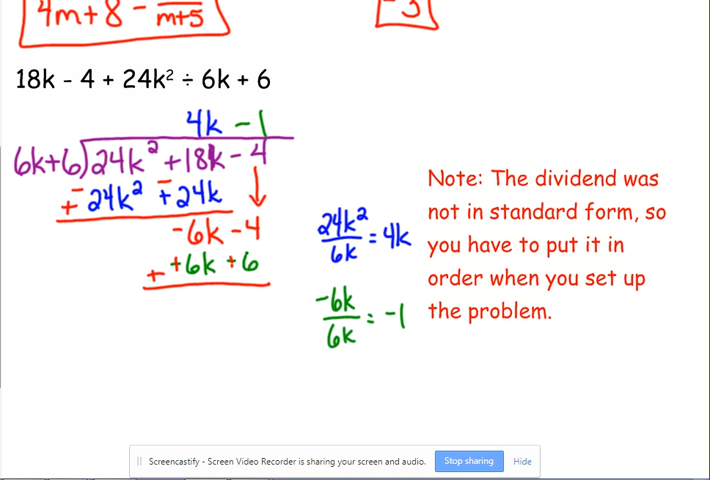 4m+8 - 
m+5
-3
18k - 4 + 24k² ÷ 6k + 6
4k - 1
6k+6)24k² +18k - 4
+ -24k² + -24k
-6k - 4
+ +6k + 6
24k²/6k = 4k
-6k/6k = -1
Note: The dividend was
not in standard form, so
you have to put it in
order when you set up
the problem.
Screencastify - Screen Video Recorder is sharing your screen and audio.
Stop sharing
Hide